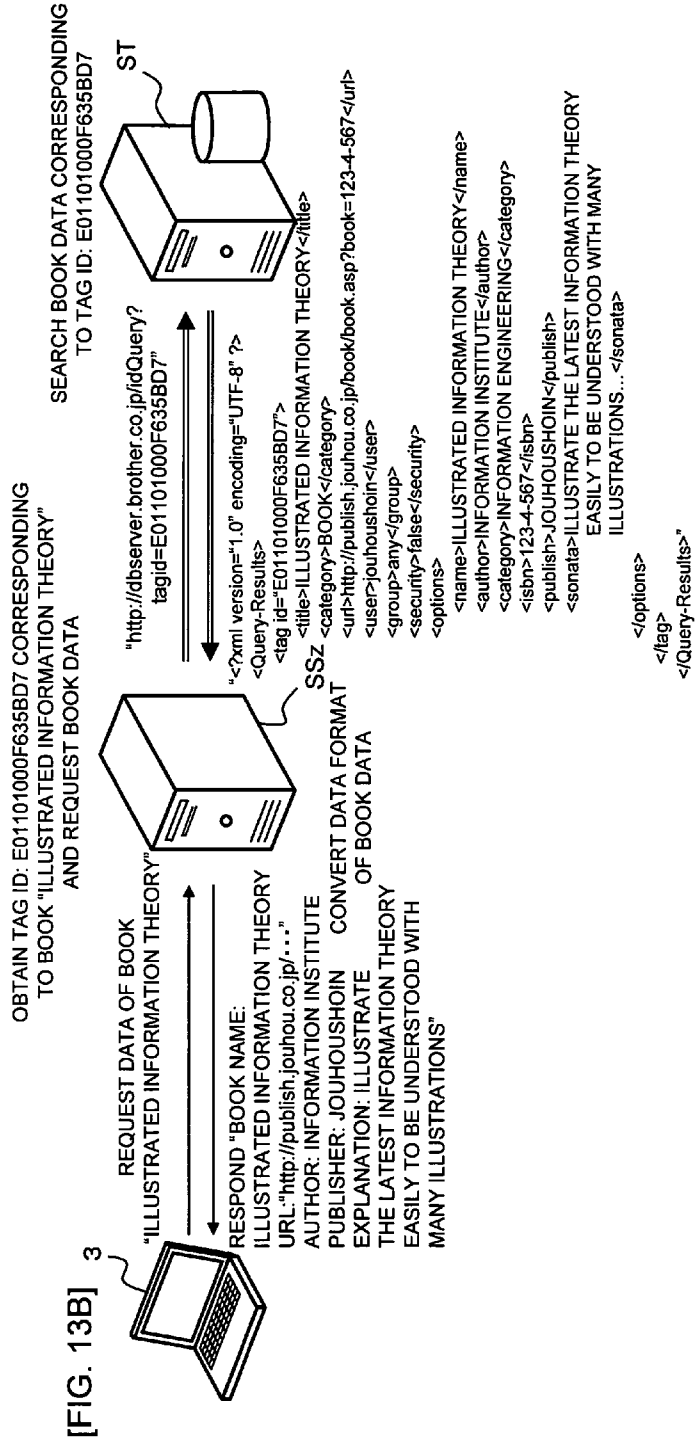 [FIG. 13B]
3
REQUEST DATA OF BOOK
"ILLUSTRATED INFORMATION THEORY"
RESPOND "BOOK NAME:
ILLUSTRATED INFORMATION THEORY
URL:"http://publish.jouhou.co.jp/..."
AUTHOR: INFORMATION INSTITUTE
PUBLISHER: JOUHOUSHOIN
EXPLANATION: ILLUSTRATE
THE LATEST INFORMATION THEORY
EASILY TO BE UNDERSTOOD WITH
MANY ILLUSTRATIONS"
OBTAIN TAG ID: E01101000F635BD7 CORRESPONDING
TO BOOK "ILLUSTRATED INFORMATION THEORY"
AND REQUEST BOOK DATA
SSz
CONVERT DATA FORMAT
OF BOOK DATA
"http://dbserver.brother.co.jp/idQuery?
tagid=E01101000F635BD7"
SEARCH BOOK DATA CORRESPONDING
TO TAG ID: E01101000F635BD7
ST
"<?xml version="1.0" encoding="UTF-8" ?>
<Query-Results>
<tag id="E01101000F635BD7">
<title>ILLUSTRATED INFORMATION THEORY</title>
<category>BOOK</category>
<url>http://publish.jouhou.co.jp/book/book.asp?book=123-4-567</url>
<user>jouhoushoin</user>
<group>any</group>
<security>false</security>
<options>
<name>ILLUSTRATED INFORMATION THEORY</name>
<author>INFORMATION INSTITUTE</author>
<category>INFORMATION ENGINEERING</category>
<isbn>123-4-567</isbn>
<publish>JOUHOUSHOIN</publish>
<sonata>ILLUSTRATE THE LATEST INFORMATION THEORY
EASILY TO BE UNDERSTOOD WITH MANY
ILLUSTRATIONS...</sonata>
</options>
</tag>
</Query-Results>"